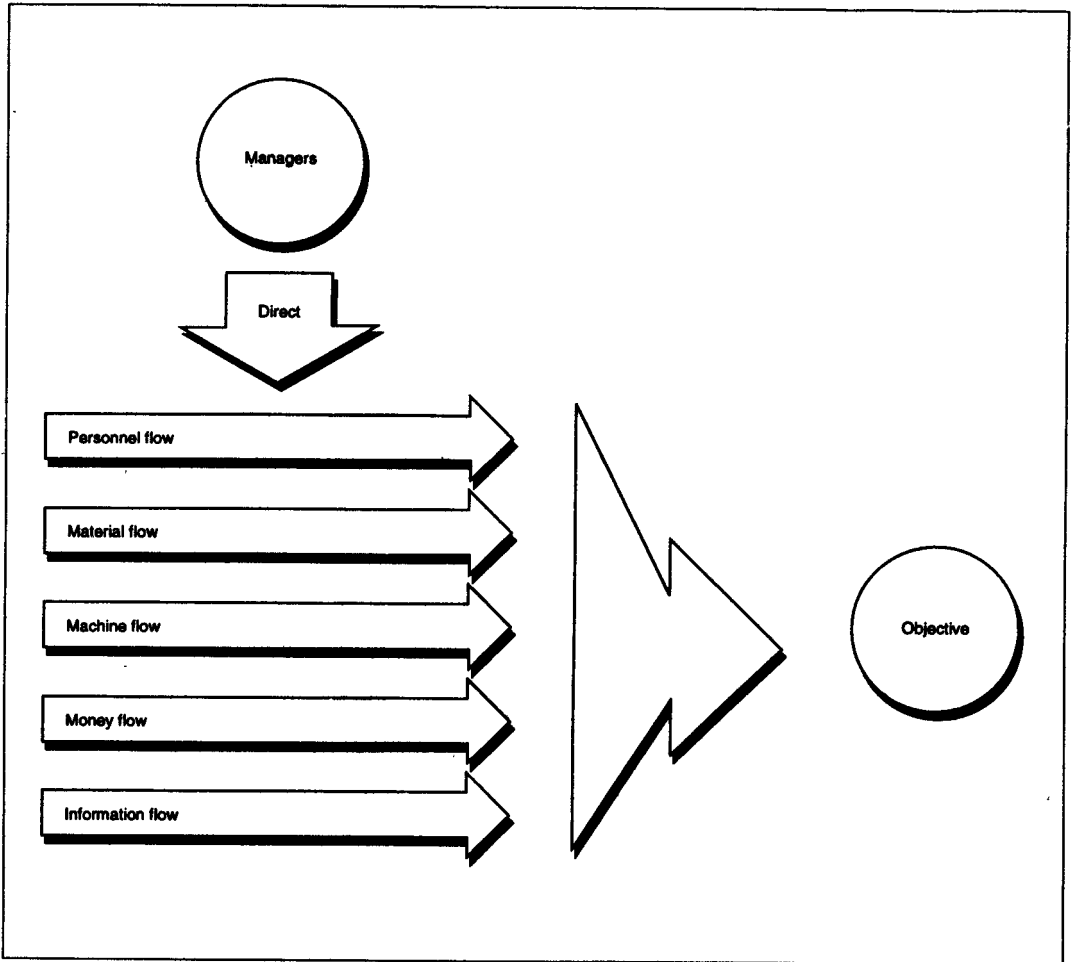 Managers
Direct
Personnel flow
Material flow
Machine flow
Money flow
Information flow
Objective